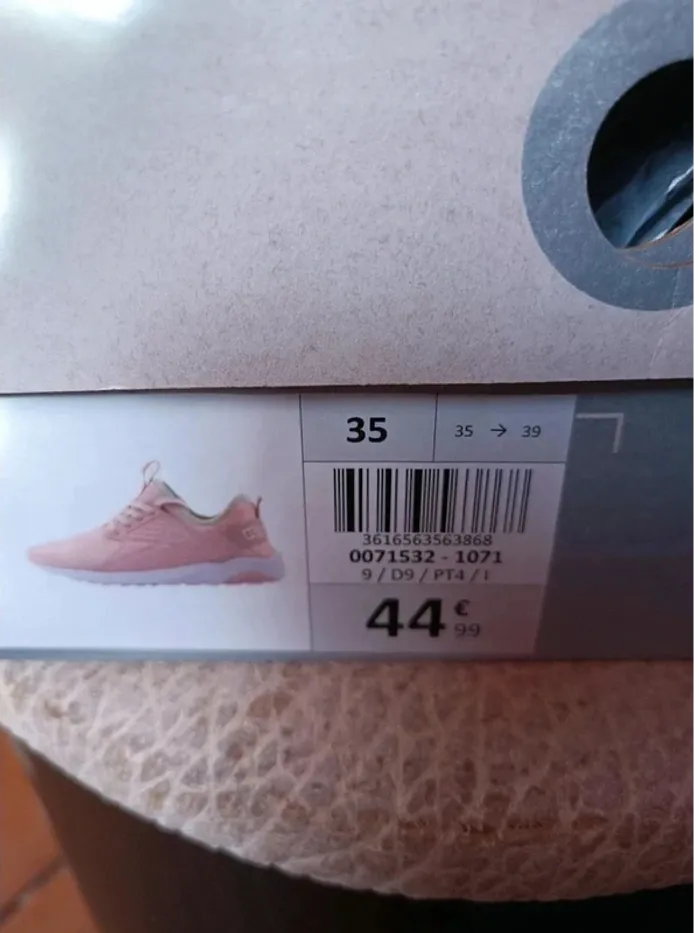 35
35 → 39
3616563563868
0071532 - 1071
9 / D9 / PT4 / I
44 € 99